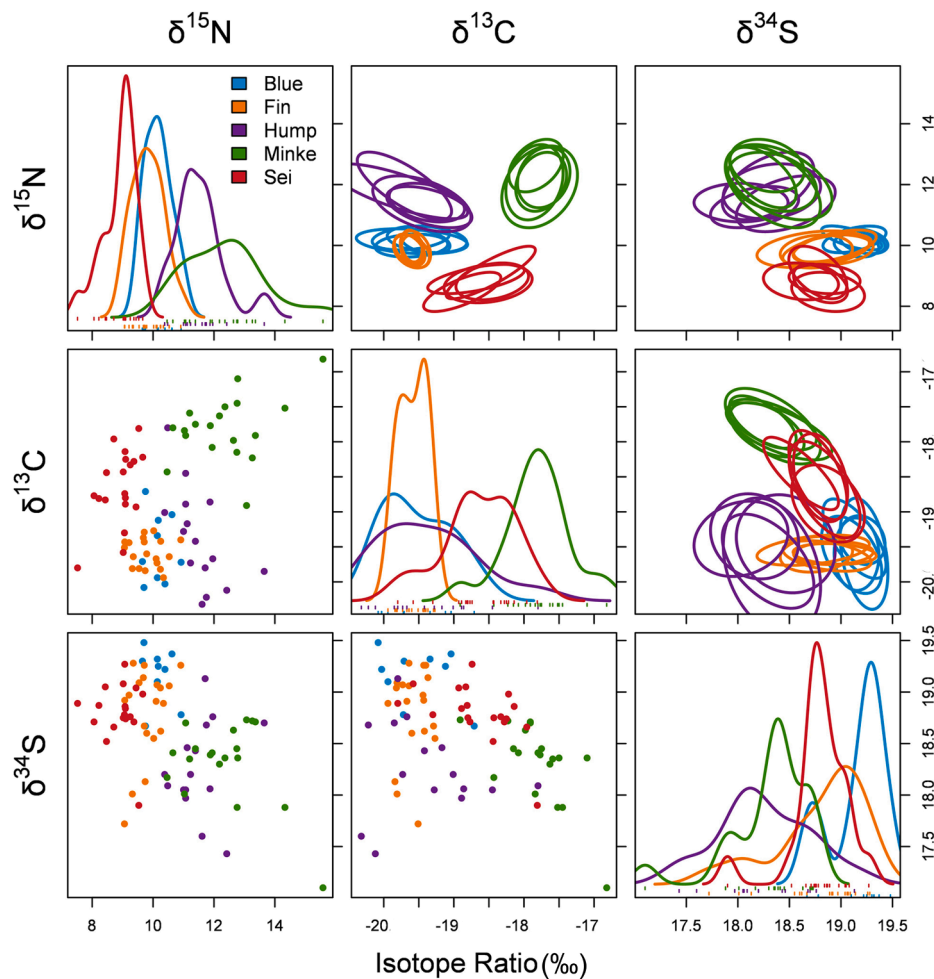 δ¹⁵N δ¹³C δ³⁴S
Blue
Fin
Hump
Minke
Sei
δ¹⁵N
14
12
10
8
δ¹³C
-17
-18
-19
-20
δ³⁴S
19.5
19.0
18.5
18.0
17.5
8 10 12 14
-20 -19 -18 -17
17.5 18.0 18.5 19.0 19.5
Isotope Ratio (‰)